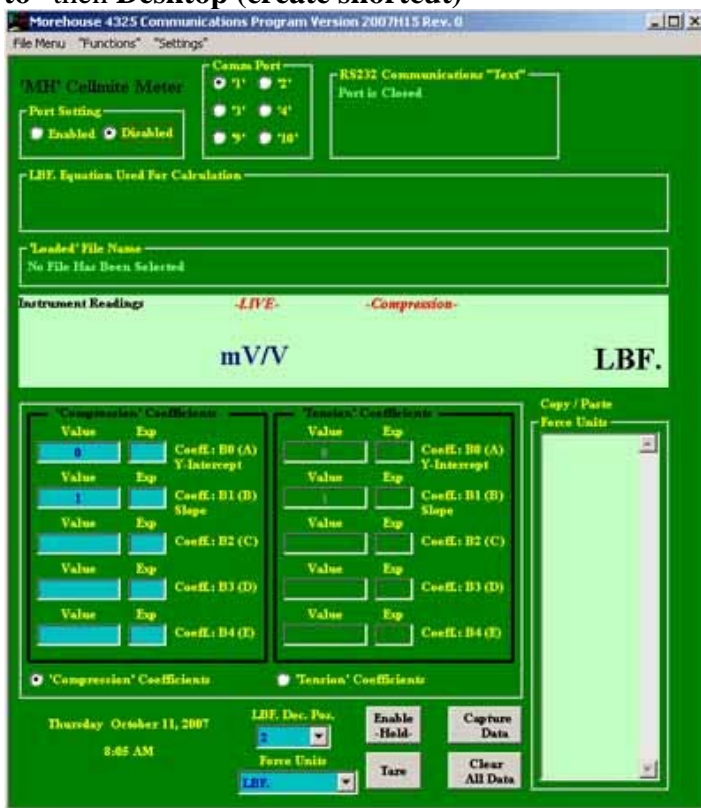 to" then Desktop (create shortcut)
Morehouse 4325 Communications Program Version 2007H15 Rev. 0
File Menu "Functions" "Settings"
'MH' Cellmite Meter
Port Setting
Enabled Disabled
Comm Port
'1' '2'
'3' '4'
'9' '10'
RS232 Communications "Text"
Port is Closed
LBF. Equation Used For Calculation
'Loaded' File Name
No File Has Been Selected
Instrument Readings -LIVE- -Compression-
mV/V LBF.
'Compression' Coefficients
Value Exp
0 Coeff.: B0 (A)
Y-Intercept
Value Exp
1 Coeff.: B1 (B)
Slope
Value Exp
Coeff.: B2 (C)
Value Exp
Coeff.: B3 (D)
Value Exp
Coeff.: B4 (E)
'Tension' Coefficients
Value Exp
0 Coeff.: B0 (A)
Y-Intercept
Value Exp
1 Coeff.: B1 (B)
Slope
Value Exp
Coeff.: B2 (C)
Value Exp
Coeff.: B3 (D)
Value Exp
Coeff.: B4 (E)
Copy / Paste
Force Units
'Compression' Coefficients 'Tension' Coefficients
Thursday October 11, 2007
8:05 AM
LBF. Dec. Pos.
2
Force Units
LBF.
Enable
-Hold-
Capture
Data
Tare
Clear
All Data